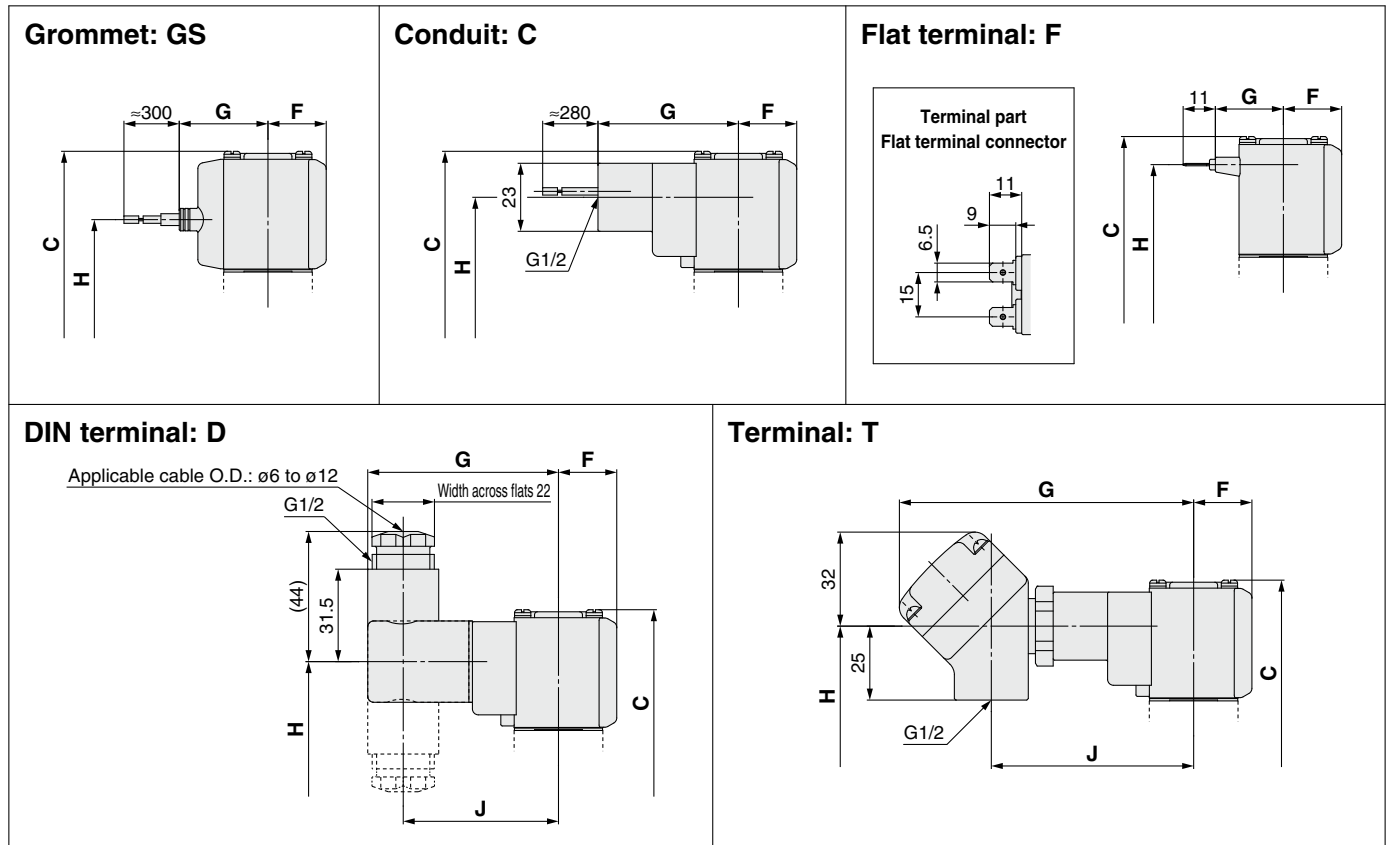 Grommet: GS
≈300
G
F
C
H
Conduit: C
≈280
G
F
23
C
H
G1/2
Flat terminal: F
Terminal part
Flat terminal connector
11
9
6.5
15
11
G
F
C
H
DIN terminal: D
G
F
Applicable cable O.D.: ø6 to ø12
Width across flats 22
G1/2
(44)
31.5
H
C
J
Terminal: T
G
F
32
25
H
C
G1/2
J